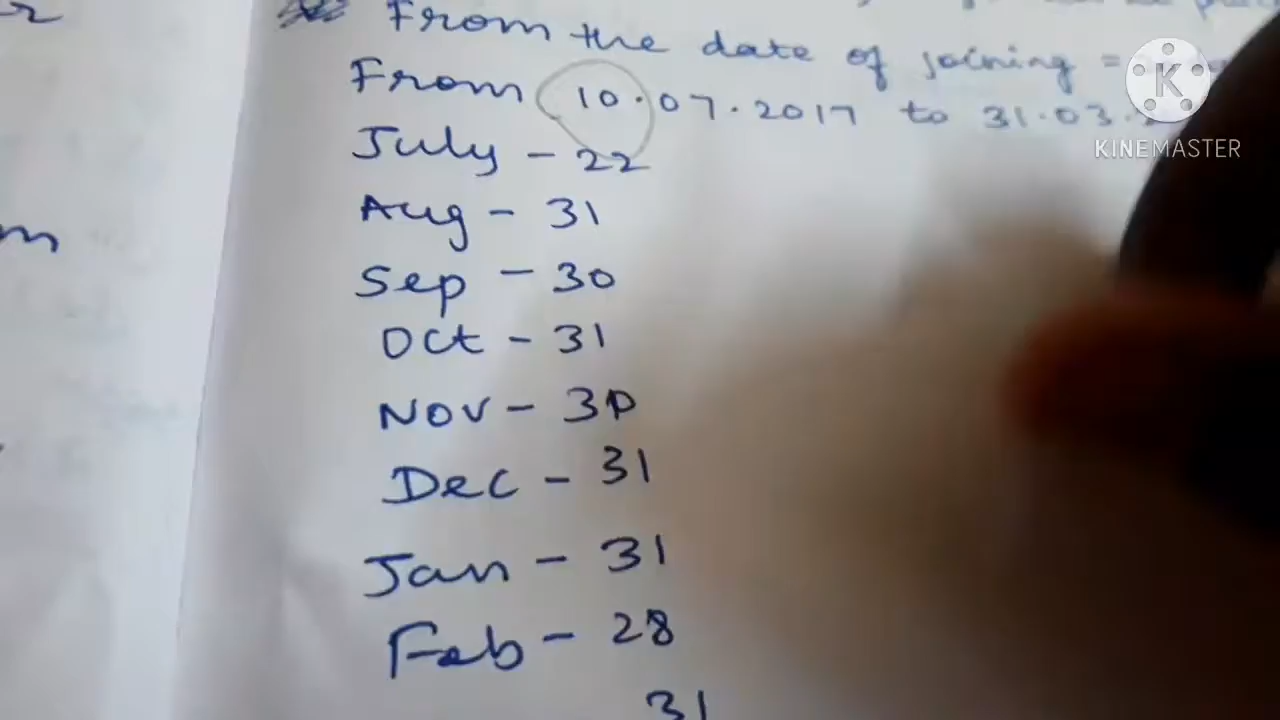 From the date of joining =
From 10.07.2017 to 31.03.
July - 22
Aug - 31
Sep - 30
Oct - 31
Nov - 30
Dec - 31
Jan - 31
Feb - 28
31
KINEMASTER